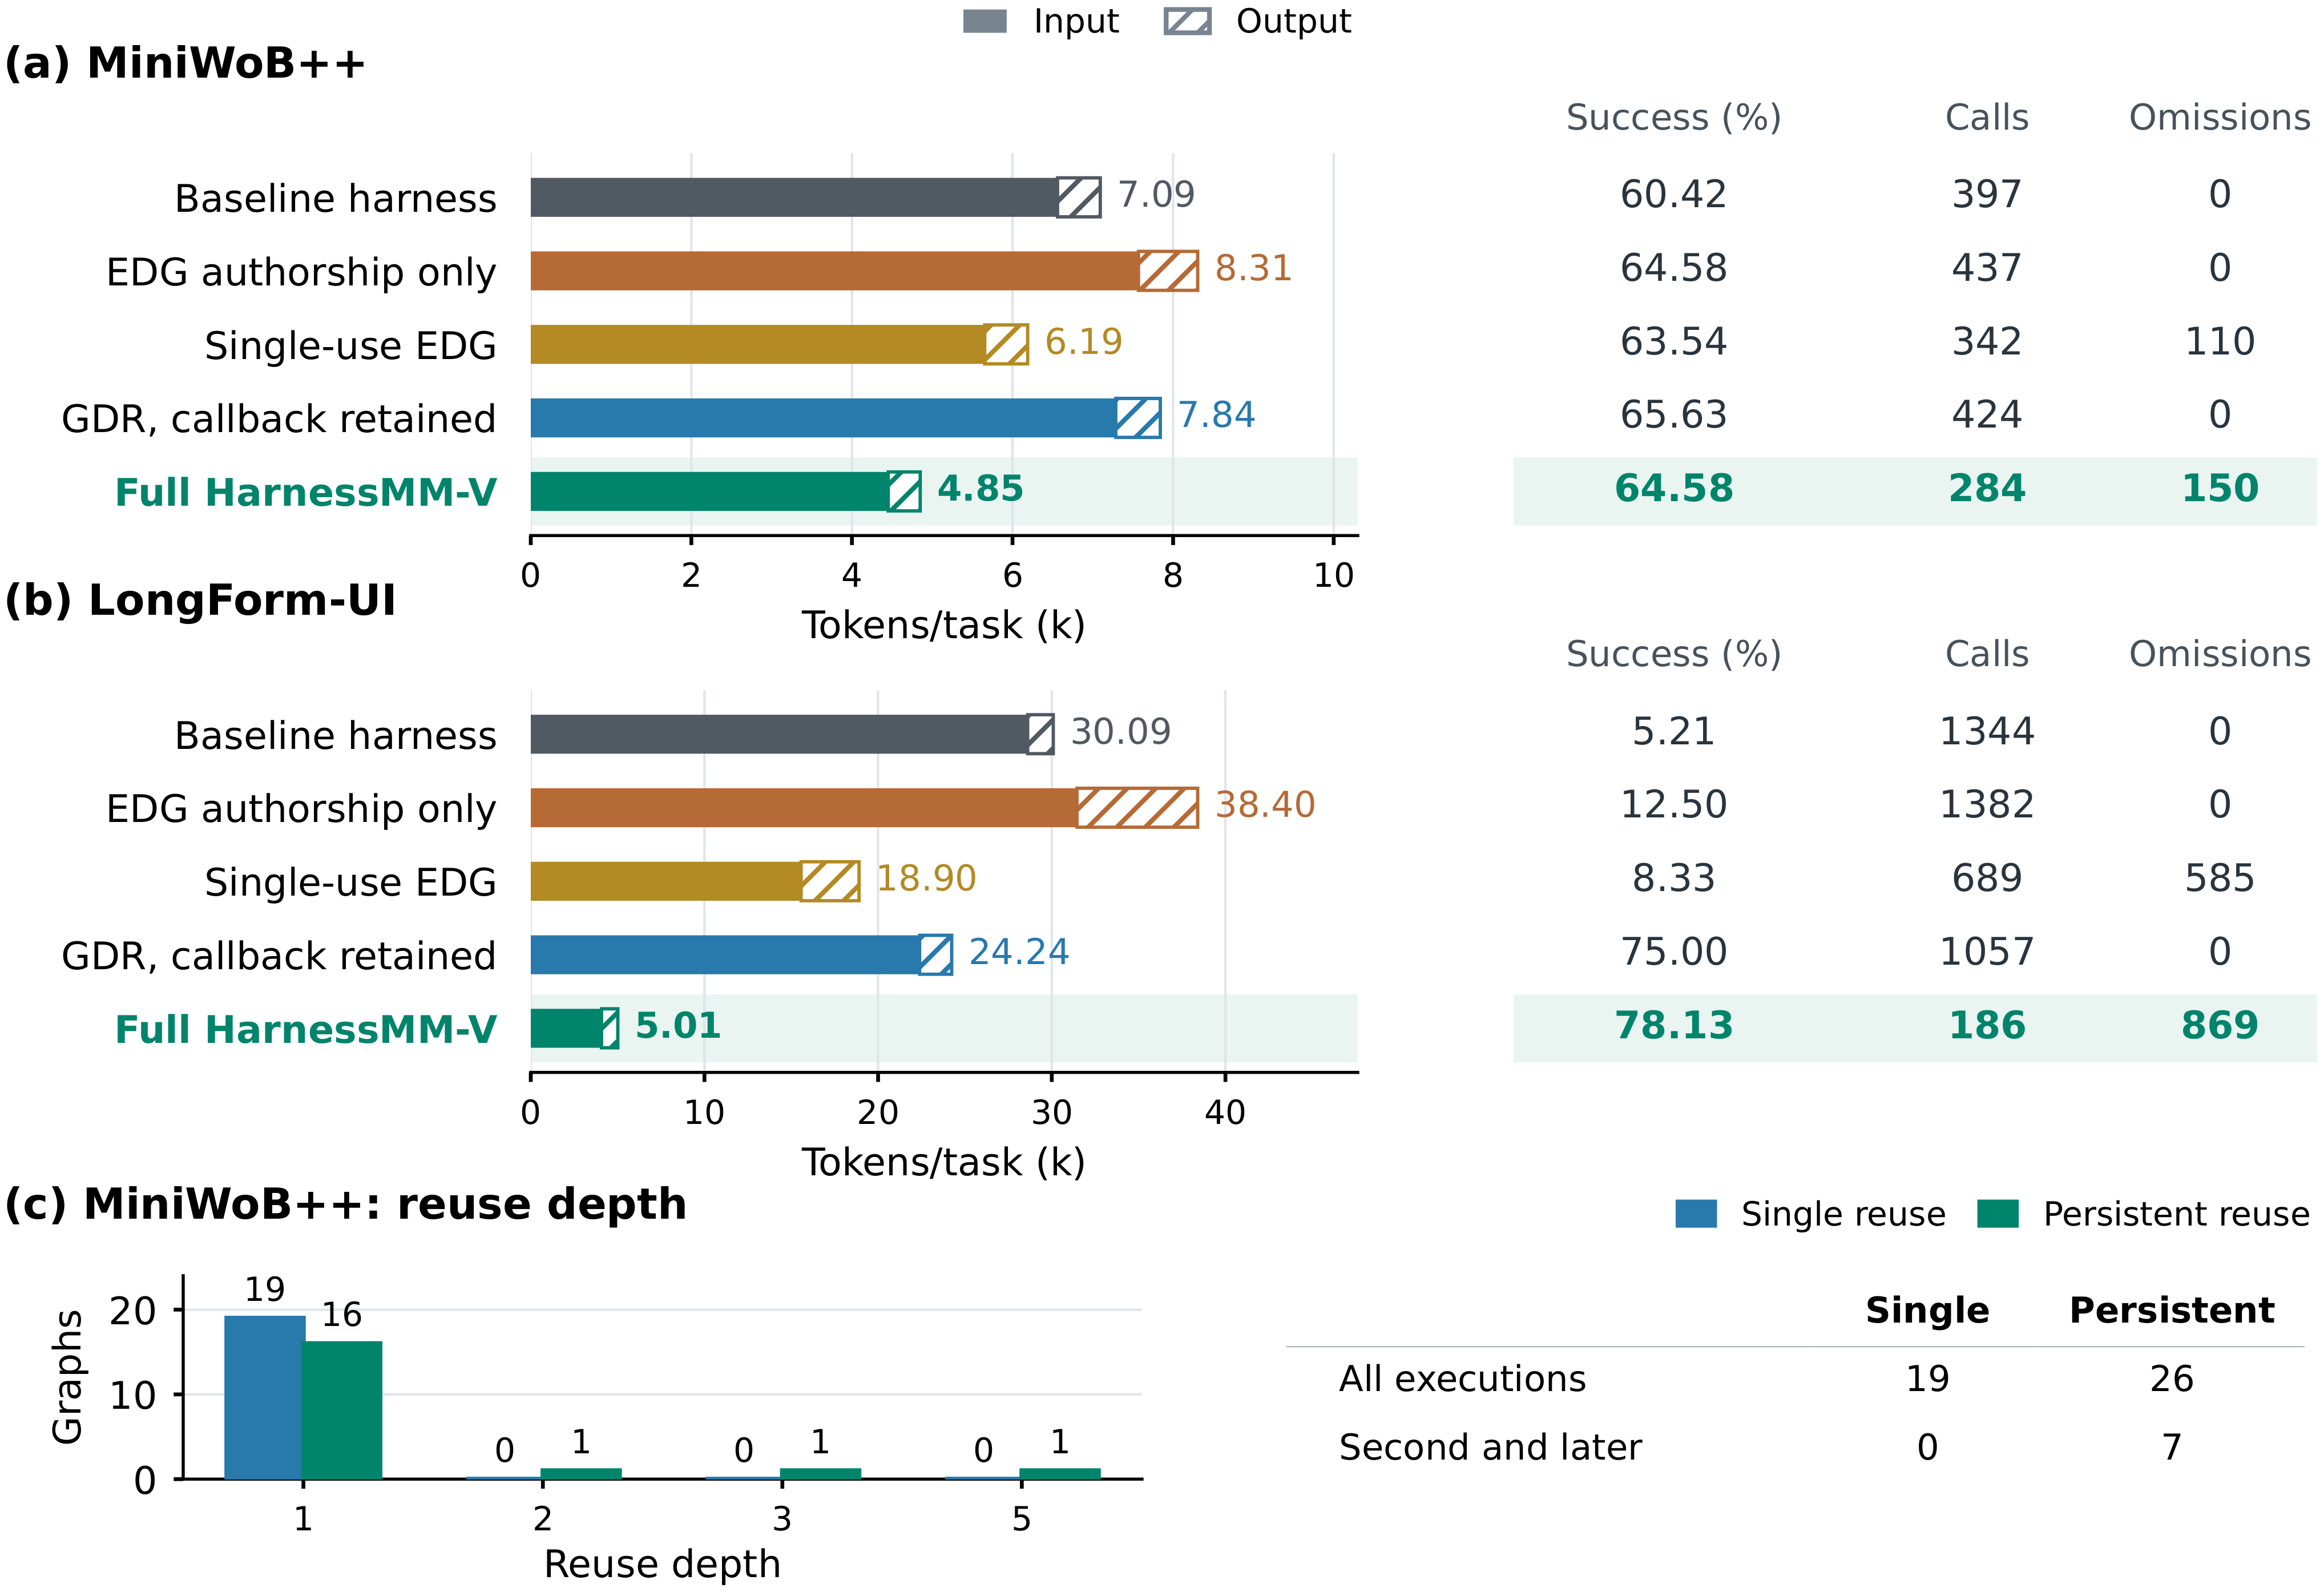 Input Output
(a) MiniWoB++
Success (%) Calls Omissions
Baseline harness 7.09 60.42 397 0
EDG authorship only 8.31 64.58 437 0
Single-use EDG 6.19 63.54 342 110
GDR, callback retained 7.84 65.63 424 0
Full HarnessMM-V 4.85 64.58 284 150
0 2 4 6 8 10
Tokens/task (k)
(b) LongForm-UI
Success (%) Calls Omissions
Baseline harness 30.09 5.21 1344 0
EDG authorship only 38.40 12.50 1382 0
Single-use EDG 18.90 8.33 689 585
GDR, callback retained 24.24 75.00 1057 0
Full HarnessMM-V 5.01 78.13 186 869
0 10 20 30 40
Tokens/task (k)
(c) MiniWoB++: reuse depth
Single reuse Persistent reuse
Graphs
20
10
0
19 16
0 1 0 1 0 1
1 2 3 5
Reuse depth
Single Persistent
All executions 19 26
Second and later 0 7